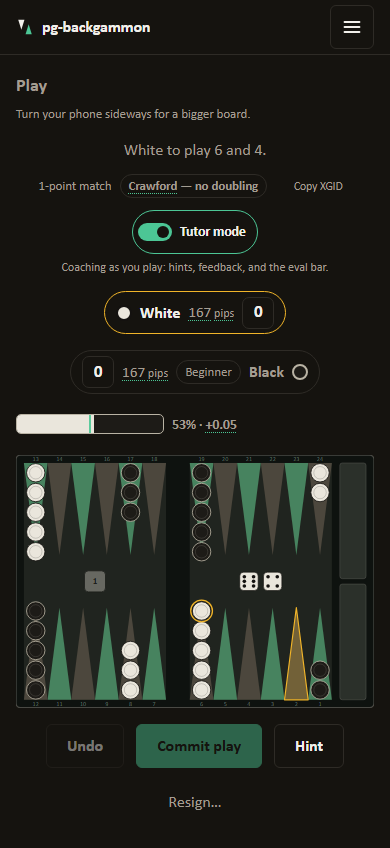 pg-backgammon
Play
Turn your phone sideways for a bigger board.
White to play 6 and 4.
1-point match Crawford — no doubling Copy XGID
Tutor mode
Coaching as you play: hints, feedback, and the eval bar.
White 167 pips 0
0 167 pips Beginner Black
53% · +0.05
13 14 15 16 17 18 19 20 21 22 23 24
1
12 11 10 9 8 7 6 5 4 3 2 1
Undo Commit play Hint
Resign...